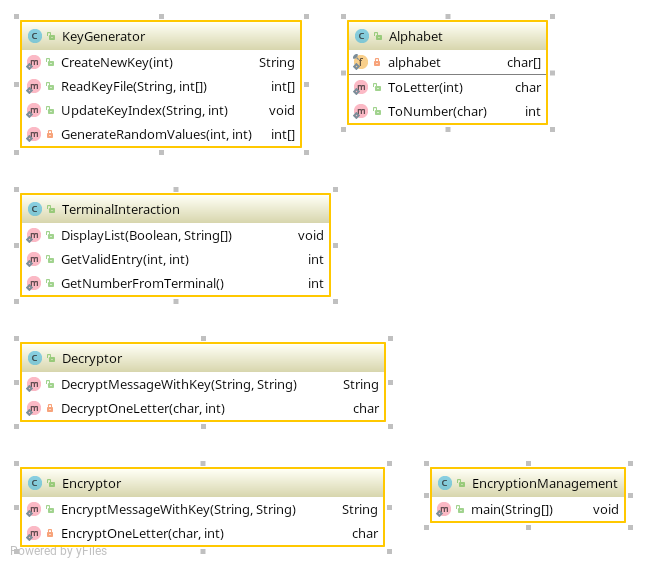 KeyGenerator
CreateNewKey(int) String
ReadKeyFile(String, int[]) int[]
UpdateKeyIndex(String, int) void
GenerateRandomValues(int, int) int[]
Alphabet
alphabet char[]
ToLetter(int) char
ToNumber(char) int
TerminalInteraction
DisplayList(Boolean, String[]) void
GetValidEntry(int, int) int
GetNumberFromTerminal() int
Decryptor
DecryptMessageWithKey(String, String) String
DecryptOneLetter(char, int) char
Encryptor
EncryptMessageWithKey(String, String) String
EncryptOneLetter(char, int) char
EncryptionManagement
main(String[]) void
Powered by yFiles